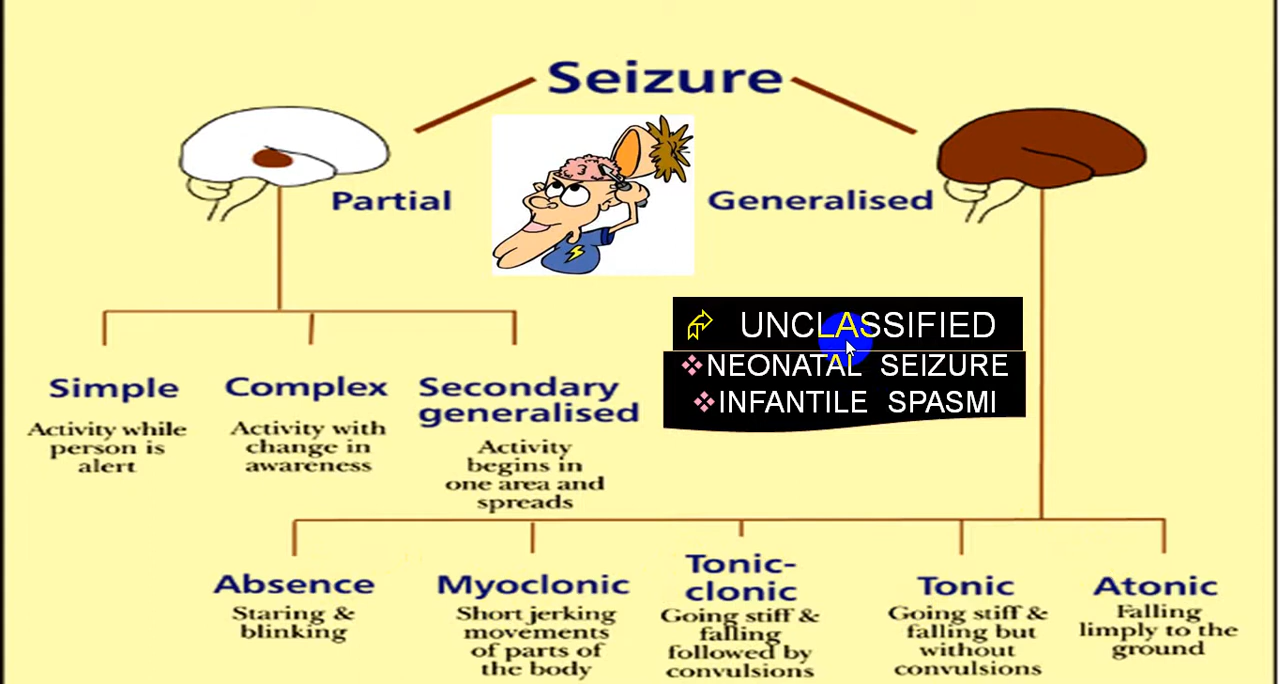 Seizure
Partial
Generalised
UNCLASSIFIED
NEONATAL SEIZURE
INFANTILE SPASMI
Simple
Activity while
person is
alert
Complex
Activity with
change in
awareness
Secondary
generalised
Activity
begins in
one area and
spreads
Absence
Staring &
blinking
Myoclonic
Short jerking
movements
of parts of
the body
Tonic-
clonic
Going stiff &
falling
followed by
convulsions
Tonic
Going stiff &
falling but
without
convulsions
Atonic
Falling
limply to the
ground